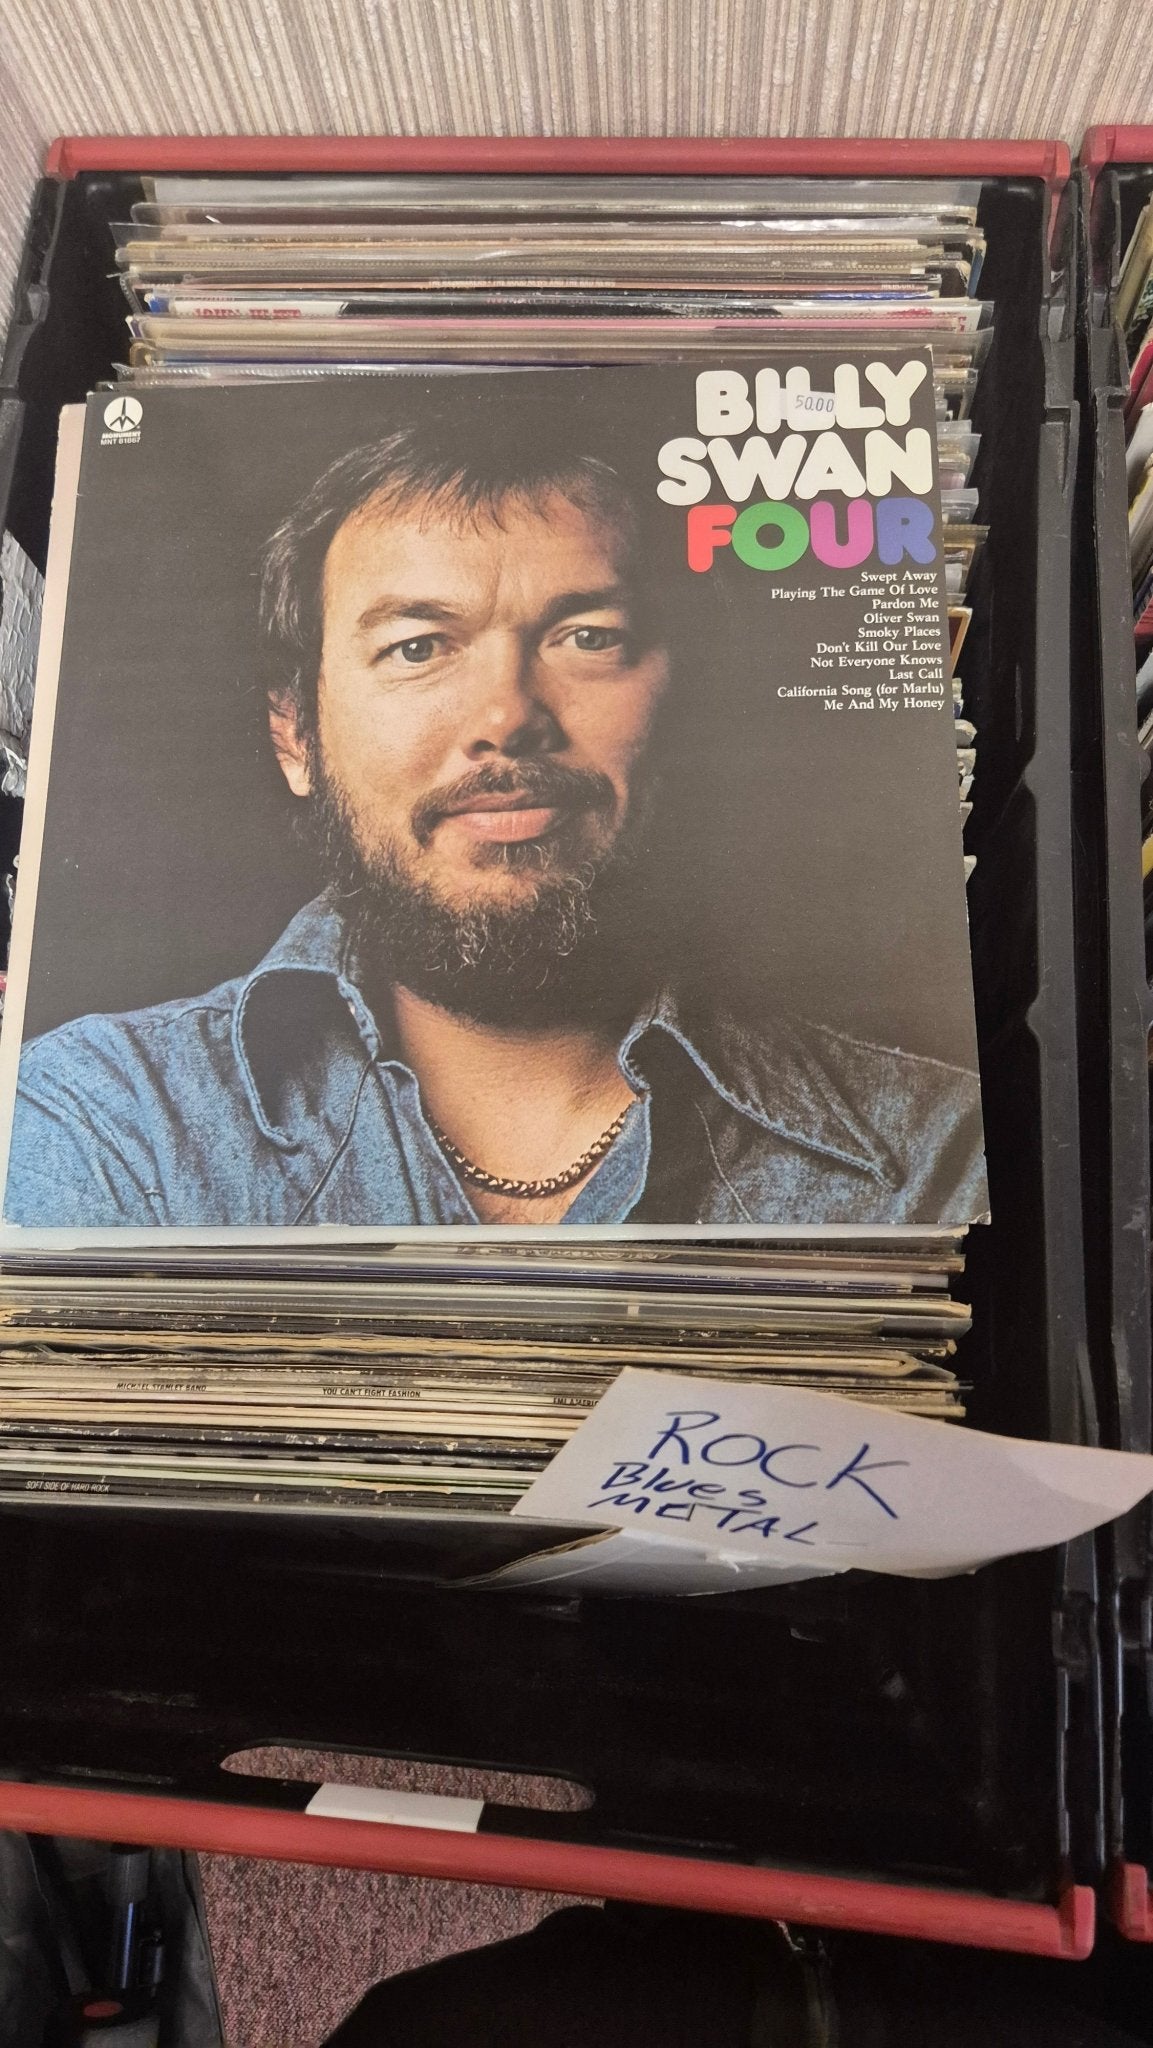 BILLY
50.00
SWAN
FOUR
MONUMENT
MNT 81867
Swept Away
Playing The Game Of Love
Pardon Me
Oliver Swan
Smoky Places
Don't Kill Our Love
Not Everyone Knows
Last Call
California Song (for Marlu)
Me And My Honey
MICHAEL STANLEY BAND YOU CAN'T FIGHT FASHION
SOFT SIDE OF HARD ROCK
ROCK
Blues
METAL